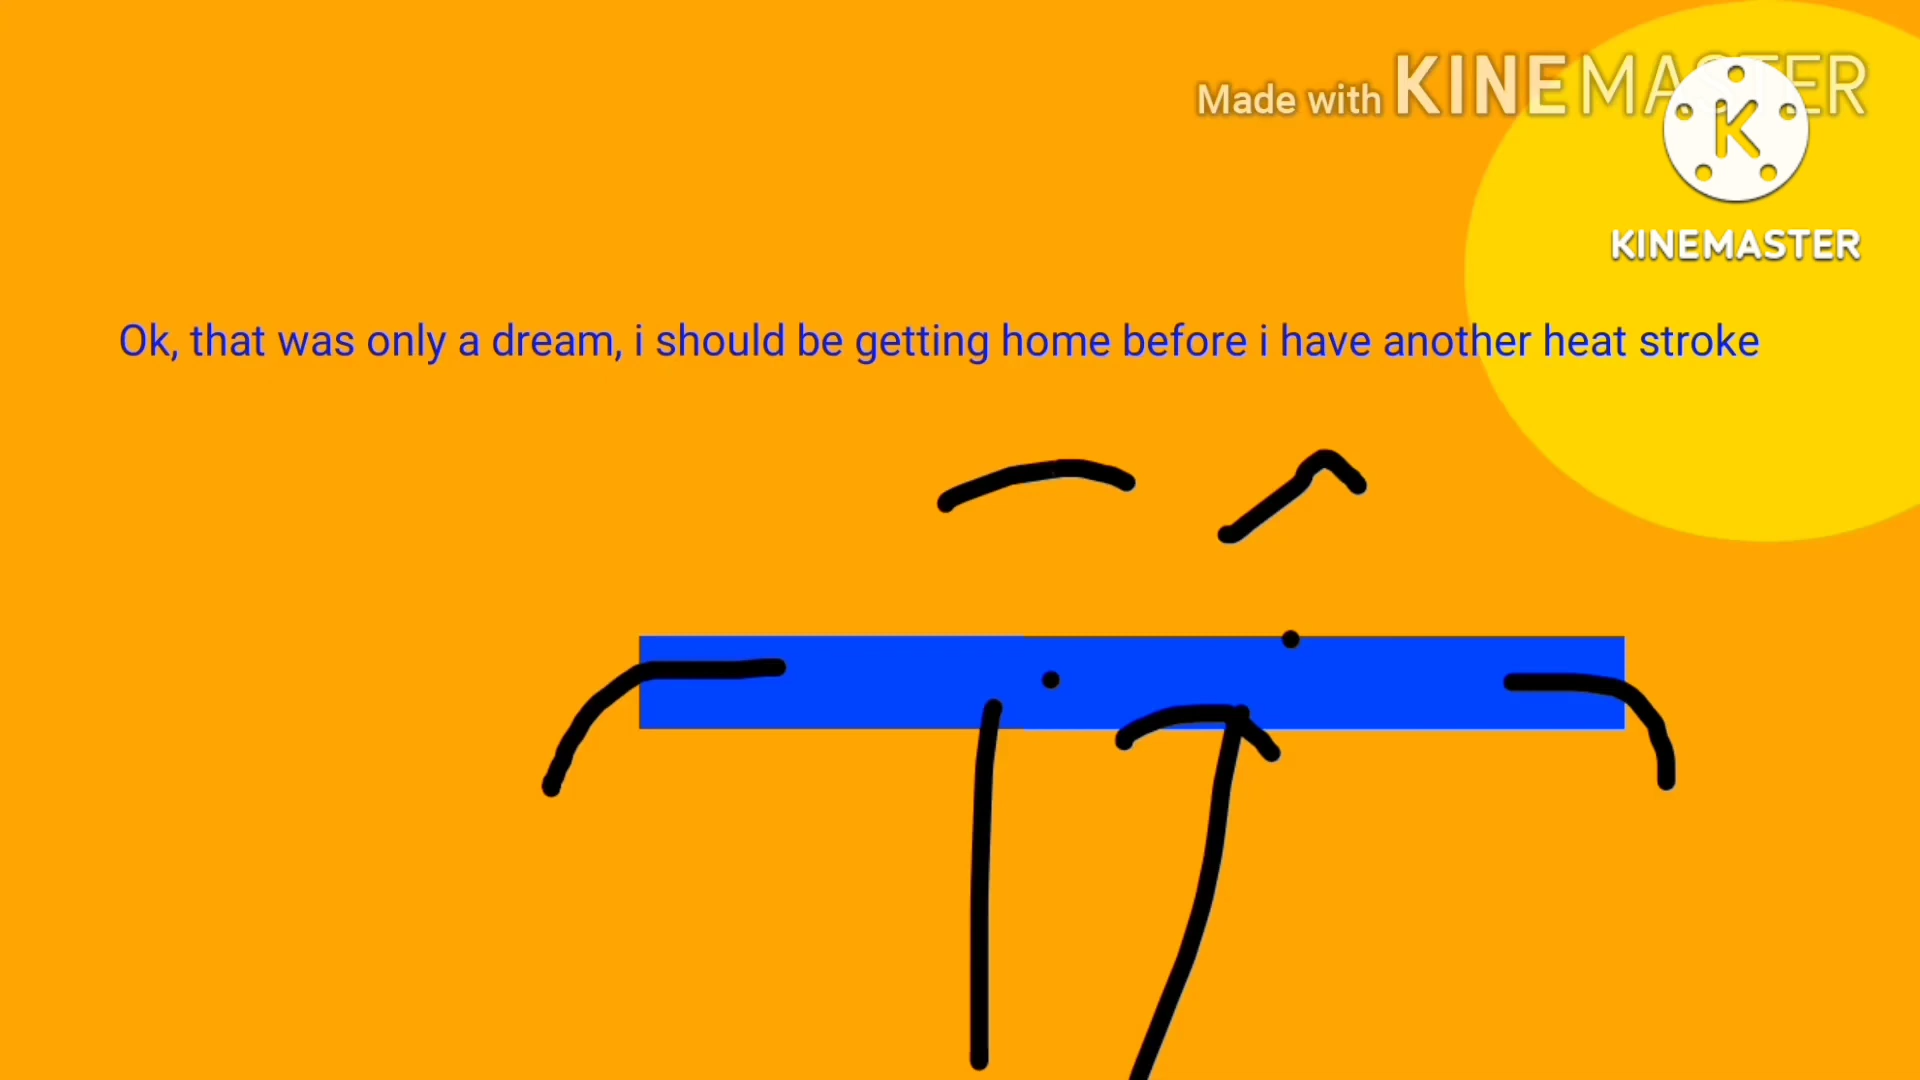 Made with KINEMASTER
K
KINEMASTER
Ok, that was only a dream, i should be getting home before i have another heat stroke